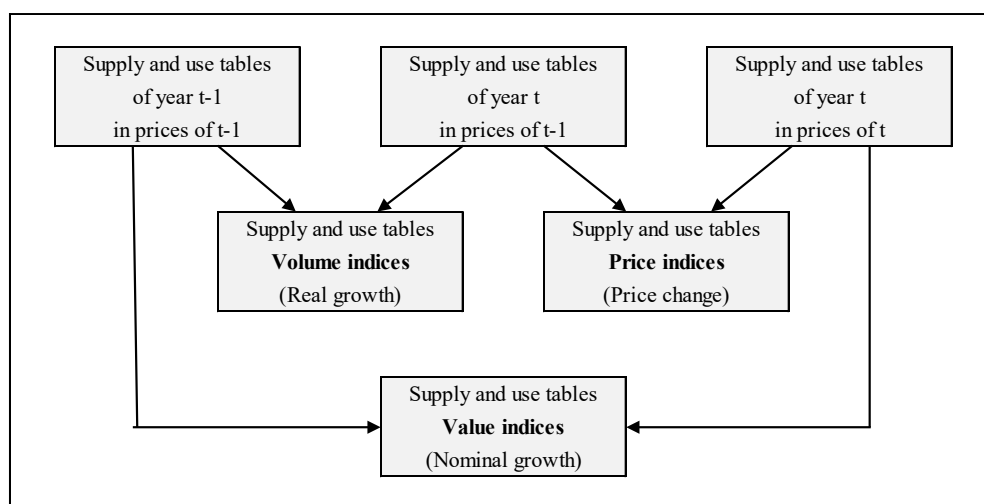 Supply and use tables
of year t-1
in prices of t-1
Supply and use tables
of year t
in prices of t-1
Supply and use tables
of year t
in prices of t
Supply and use tables
Volume indices
(Real growth)
Supply and use tables
Price indices
(Price change)
Supply and use tables
Value indices
(Nominal growth)